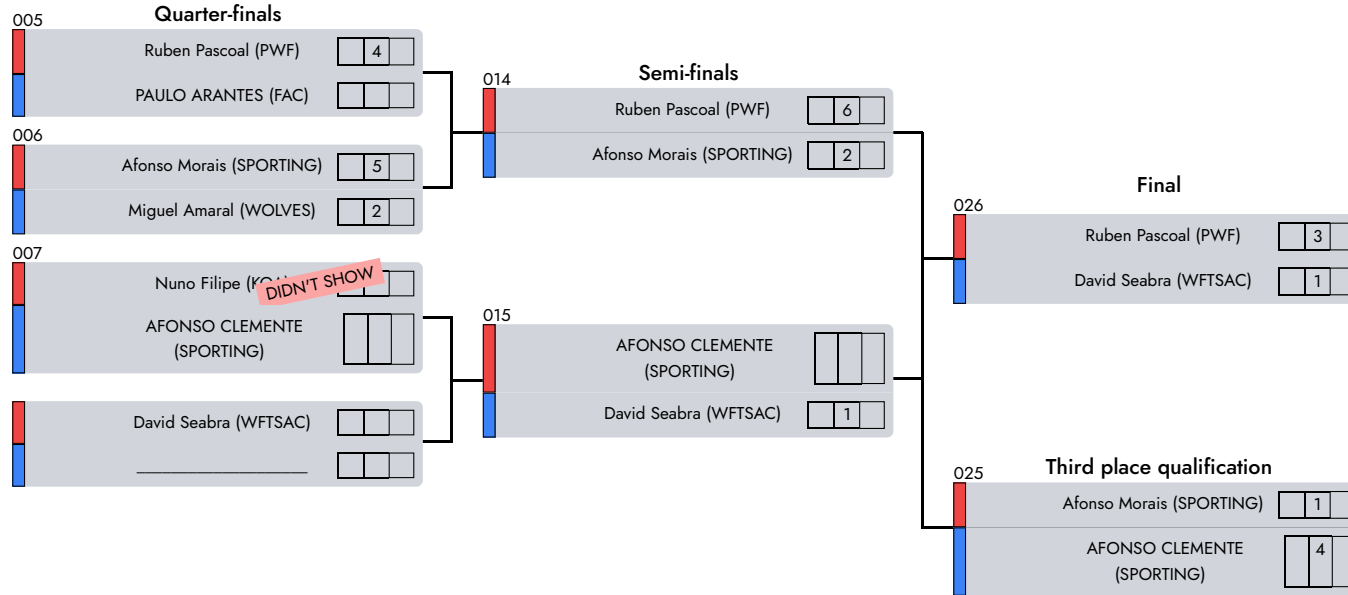 Quarter-finals
005
Ruben Pascoal (PWF) 4
PAULO ARANTES (FAC)
006
Afonso Morais (SPORTING) 5
Miguel Amaral (WOLVES) 2
007
Nuno Filipe
DIDN'T SHOW
AFONSO CLEMENTE
(SPORTING)
David Seabra (WFTSAC)
____________________
Semi-finals
014
Ruben Pascoal (PWF) 6
Afonso Morais (SPORTING) 2
015
AFONSO CLEMENTE
(SPORTING)
David Seabra (WFTSAC) 1
Final
026
Ruben Pascoal (PWF) 3
David Seabra (WFTSAC) 1
Third place qualification
025
Afonso Morais (SPORTING) 1
AFONSO CLEMENTE 4
(SPORTING)